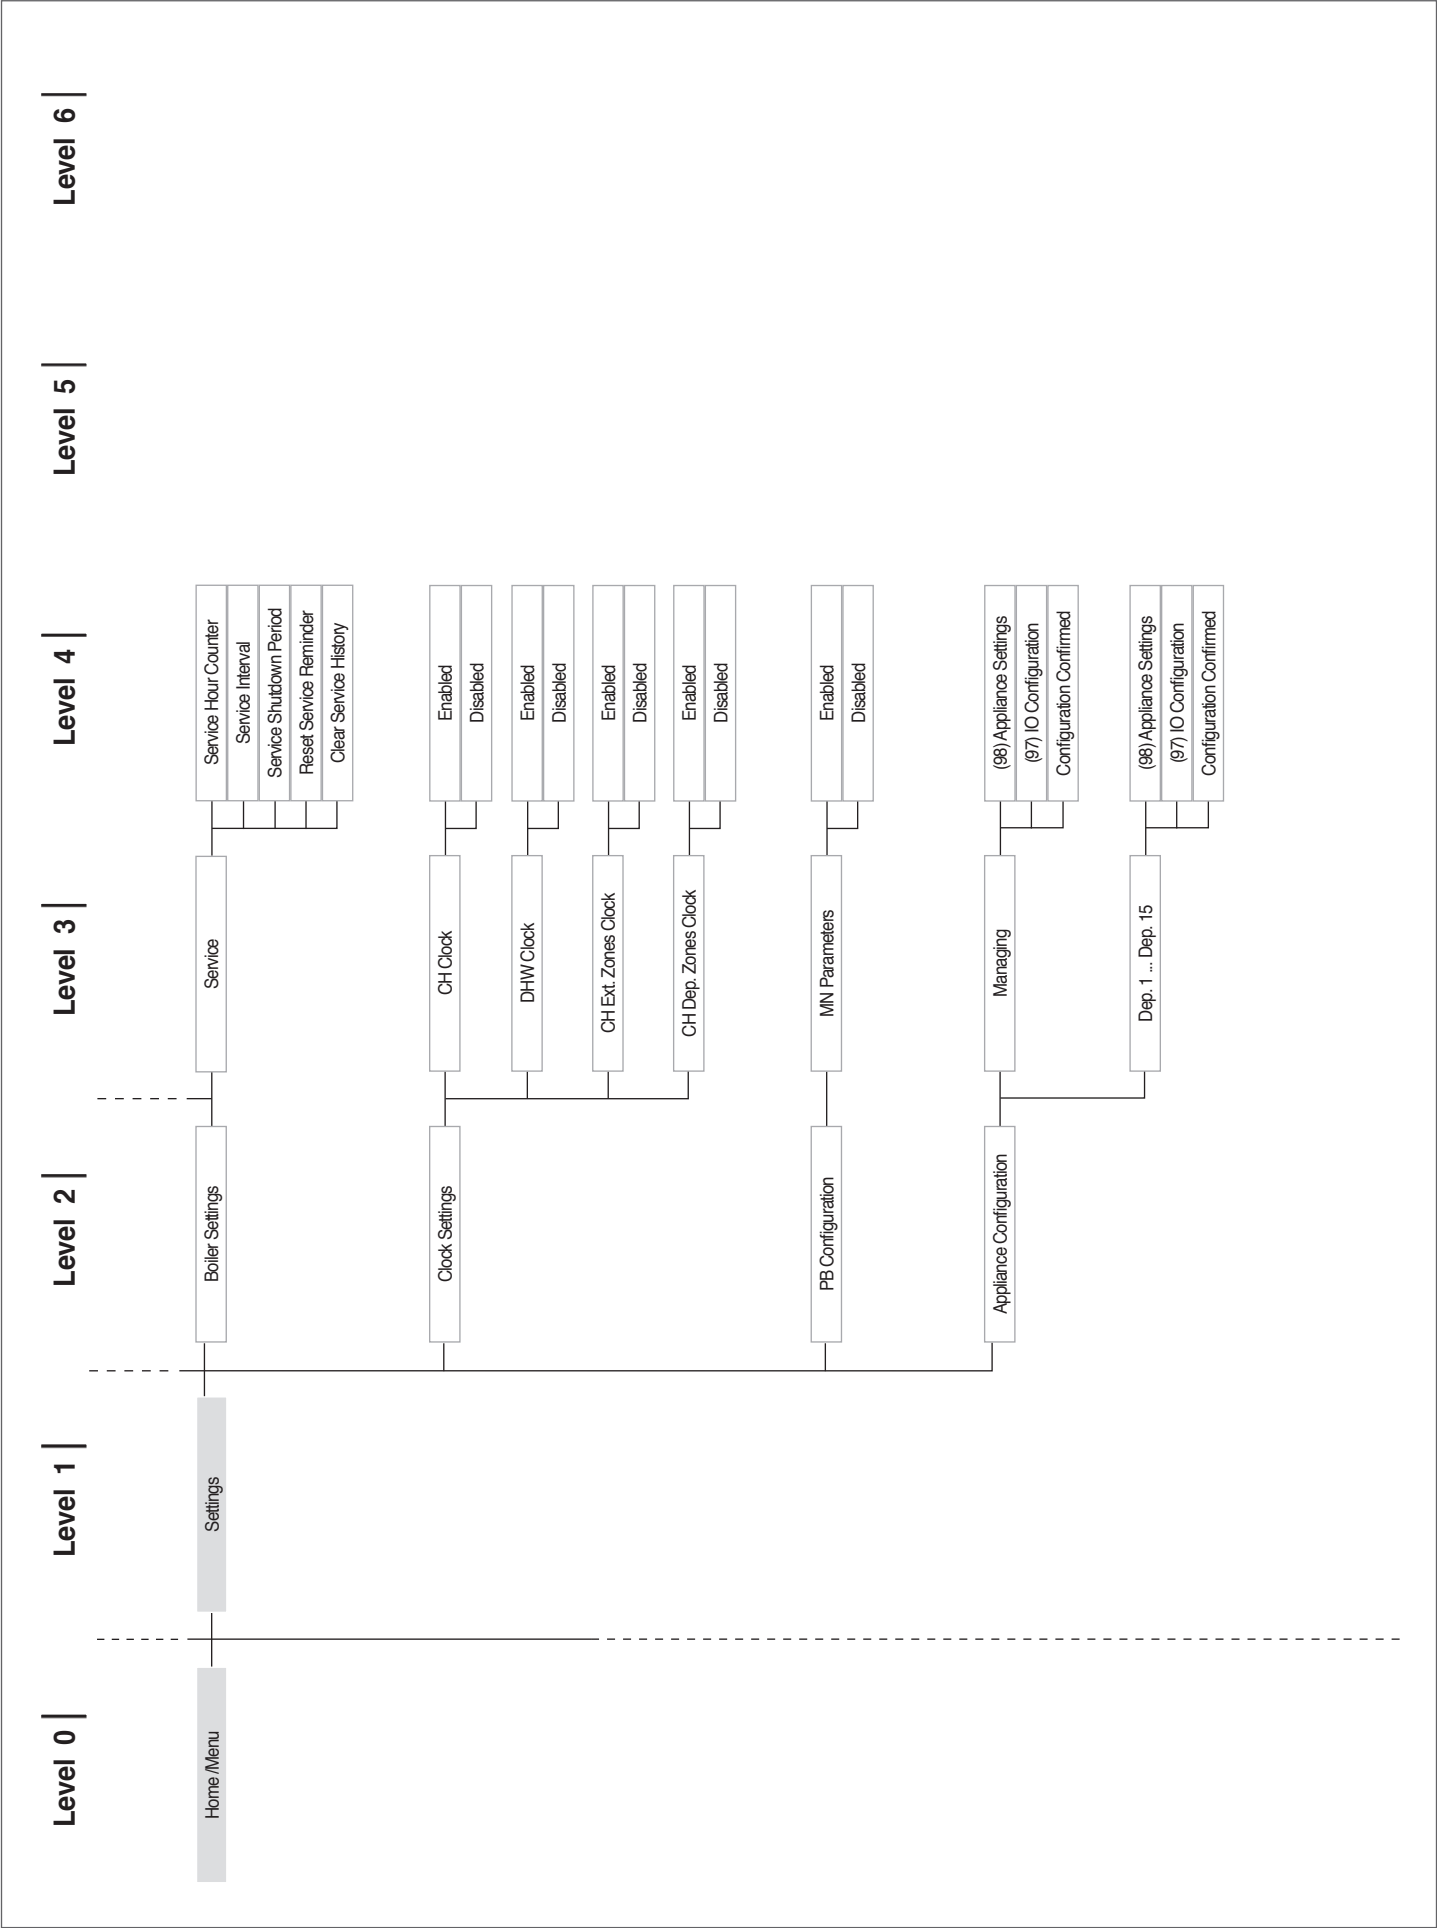 Level 0
Level 1
Level 2
Level 3
Level 4
Level 5
Level 6
Home /Menu
Settings
Boiler Settings
Service
Service Hour Counter
Service Interval
Service Shutdown Period
Reset Service Reminder
Clear Service History
Clock Settings
CH Clock
Enabled
Disabled
DHW Clock
Enabled
Disabled
CH Ext. Zones Clock
Enabled
Disabled
CH Dep. Zones Clock
Enabled
Disabled
PB Configuration
MN Parameters
Enabled
Disabled
Appliance Configuration
Managing
(98) Appliance Settings
(97) IO Configuration
Configuration Confirmed
Dep. 1 ... Dep. 15
(98) Appliance Settings
(97) IO Configuration
Configuration Confirmed